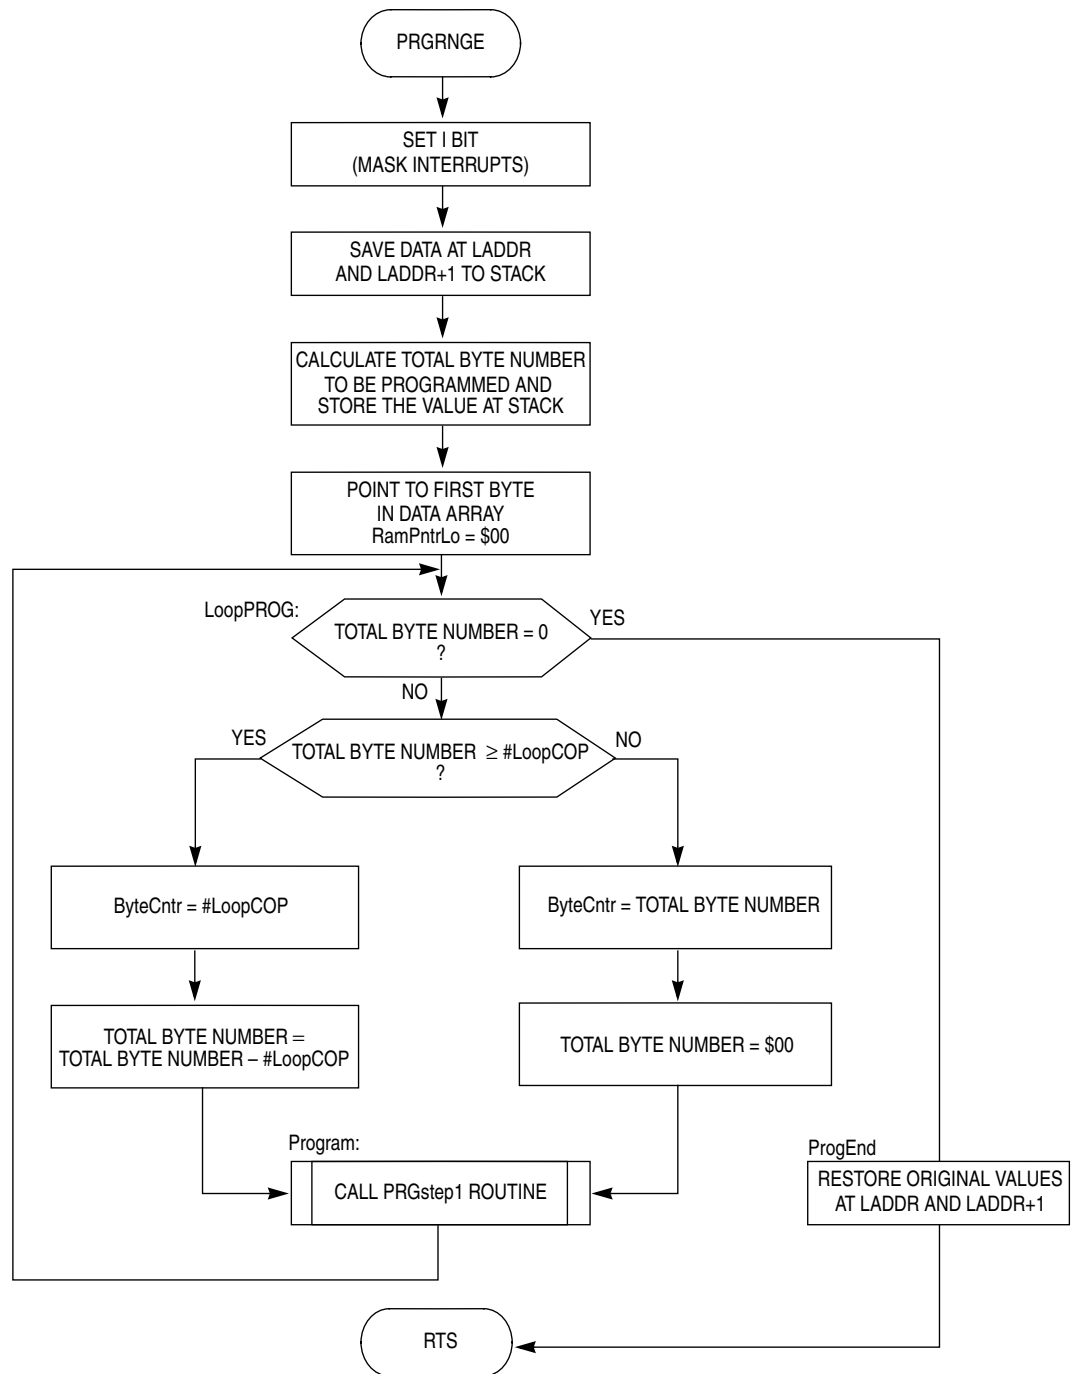 PRGRNGE
SET I BIT
(MASK INTERRUPTS)
SAVE DATA AT LADDR
AND LADDR+1 TO STACK
CALCULATE TOTAL BYTE NUMBER
TO BE PROGRAMMED AND
STORE THE VALUE AT STACK
POINT TO FIRST BYTE
IN DATA ARRAY
RamPntrLo = $00
LoopPROG:
TOTAL BYTE NUMBER = 0
?
YES
NO
YES
TOTAL BYTE NUMBER ≥ #LoopCOP
?
NO
ByteCntr = #LoopCOP
ByteCntr = TOTAL BYTE NUMBER
TOTAL BYTE NUMBER =
TOTAL BYTE NUMBER – #LoopCOP
TOTAL BYTE NUMBER = $00
Program:
CALL PRGstep1 ROUTINE
ProgEnd
RESTORE ORIGINAL VALUES
AT LADDR AND LADDR+1
RTS